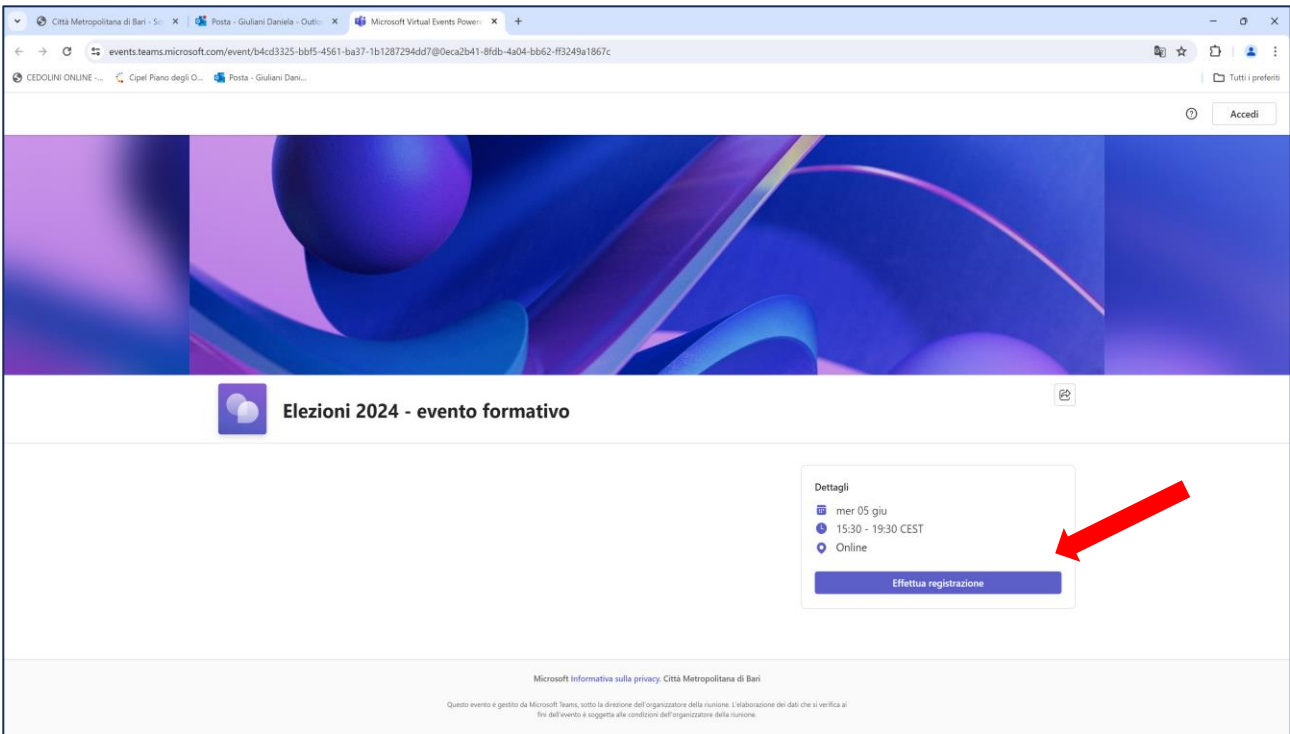 Città Metropolitana di Bari - So
Posta - Giuliani Daniela - Outlo
Microsoft Virtual Events Power
events.teams.microsoft.com/event/b4cd3325-bbf5-4561-ba37-1b1287294dd7@0eca2b41-8fdb-4a04-bb62-ff3249a1867c
CEDOLINI ONLINE -... Cipel Piano degli O... Posta - Giuliani Dani... Tutti i preferiti
Accedi
Elezioni 2024 - evento formativo
Dettagli
mer 05 giu
15:30 - 19:30 CEST
Online
Effettua registrazione
Microsoft Informativa sulla privacy. Città Metropolitana di Bari
Questo evento è gestito da Microsoft Teams, sotto la direzione dell'organizzatore della riunione. L'elaborazione dei dati che si verifica ai
fini dell'evento è soggetta alle condizioni dell'organizzatore della riunione.